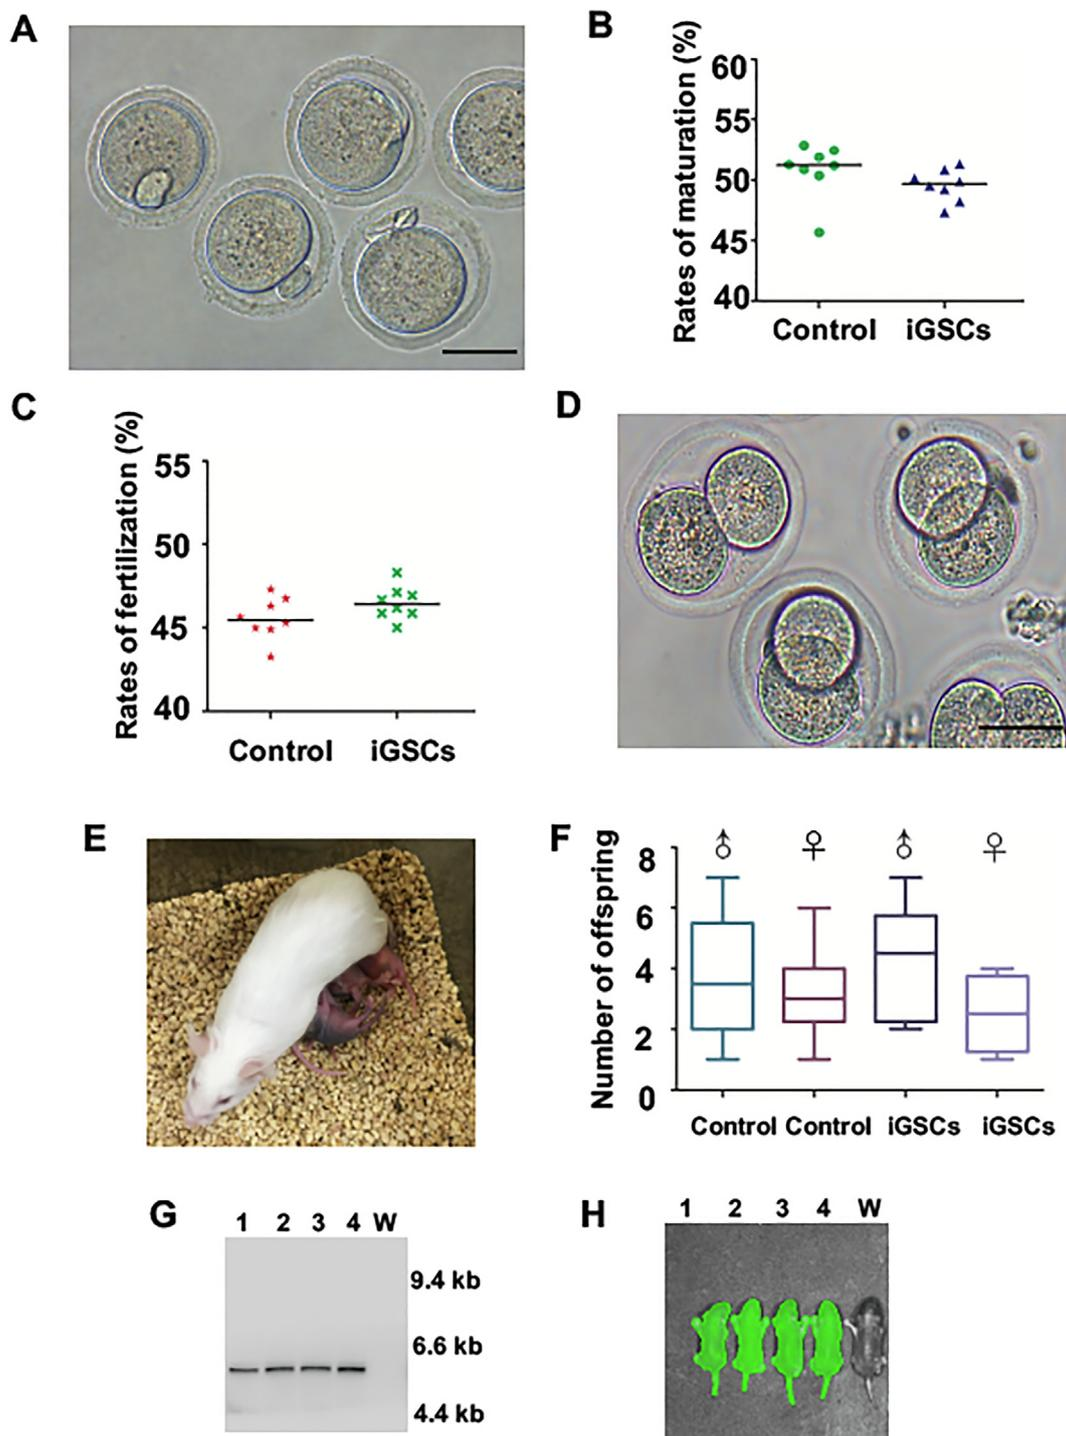 A
B
Rates of maturation (%)
60
55
50
45
40
Control iGSCs
C
Rates of fertilization (%)
55
50
45
40
Control iGSCs
D
E
F
♂ ♀ ♂ ♀
Number of offspring
8
6
4
2
0
Control Control iGSCs iGSCs
G
1 2 3 4 W
9.4 kb
6.6 kb
4.4 kb
H
1 2 3 4 W